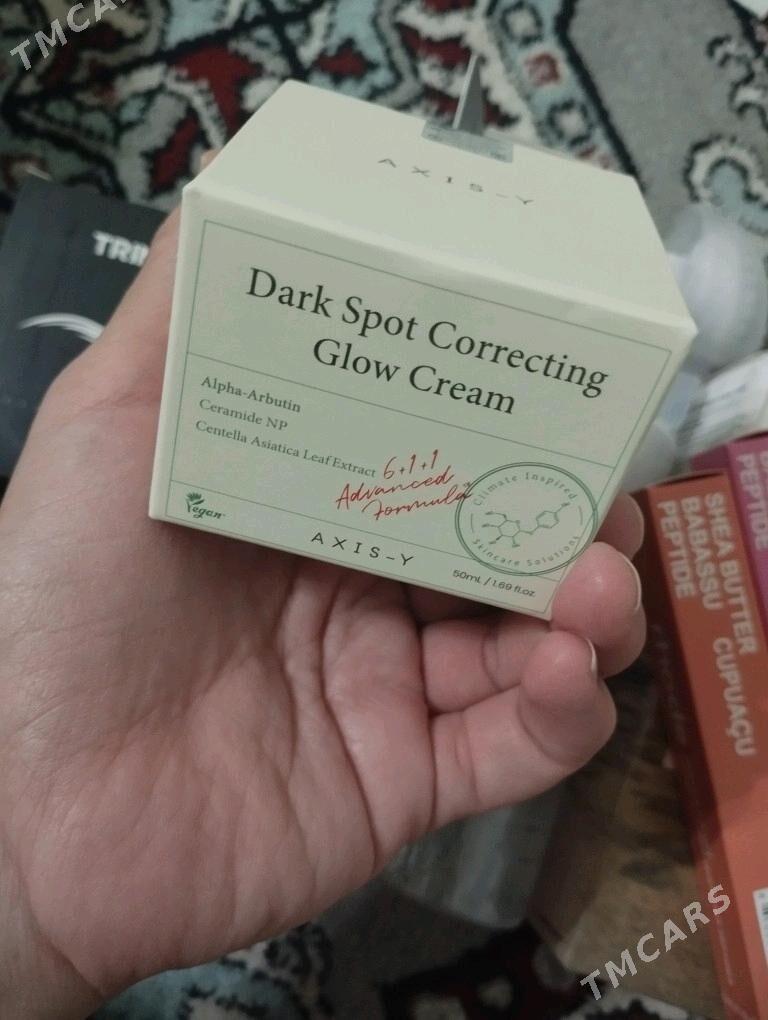 TMCARS
AXIS-Y
TRI
Dark Spot Correcting
Glow Cream
Alpha-Arbutin
Ceramide NP
Centella Asiatica Leaf Extract
6+1+1
Advanced
Formula
Climate Inspired
Skincare Solutions
Vegan
AXIS-Y
50mL / 1.69 fl.oz
SHEA BUTTER
BABASSU CUPUAÇU
PEPTIDE
PEPTIDE
TMCARS